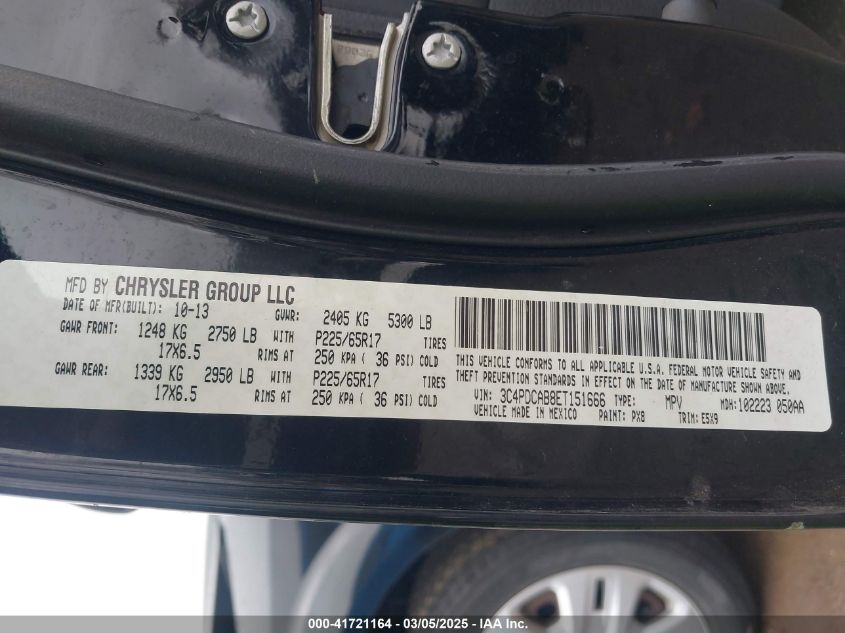 MFD BY CHRYSLER GROUP LLC
DATE OF MFR(BUILT): 10-13 GVWR: 2405 KG 5300 LB
GAWR FRONT: 1248 KG 2750 LB WITH P225/65R17 TIRES
17X6.5 RIMS AT 250 KPA ( 36 PSI) COLD
GAWR REAR: 1339 KG 2950 LB WITH P225/65R17 TIRES
17X6.5 RIMS AT 250 KPA ( 36 PSI) COLD
THIS VEHICLE CONFORMS TO ALL APPLICABLE U.S.A. FEDERAL MOTOR VEHICLE SAFETY AND
THEFT PREVENTION STANDARDS IN EFFECT ON THE DATE OF MANUFACTURE SHOWN ABOVE.
VIN: 3C4PDCAB8ET151666 TYPE: MPV MDH: 102223 050AA
VEHICLE MADE IN MEXICO PAINT: PX8 TRIM: E5X9
000-41721164 - 03/05/2025 - IAA Inc.